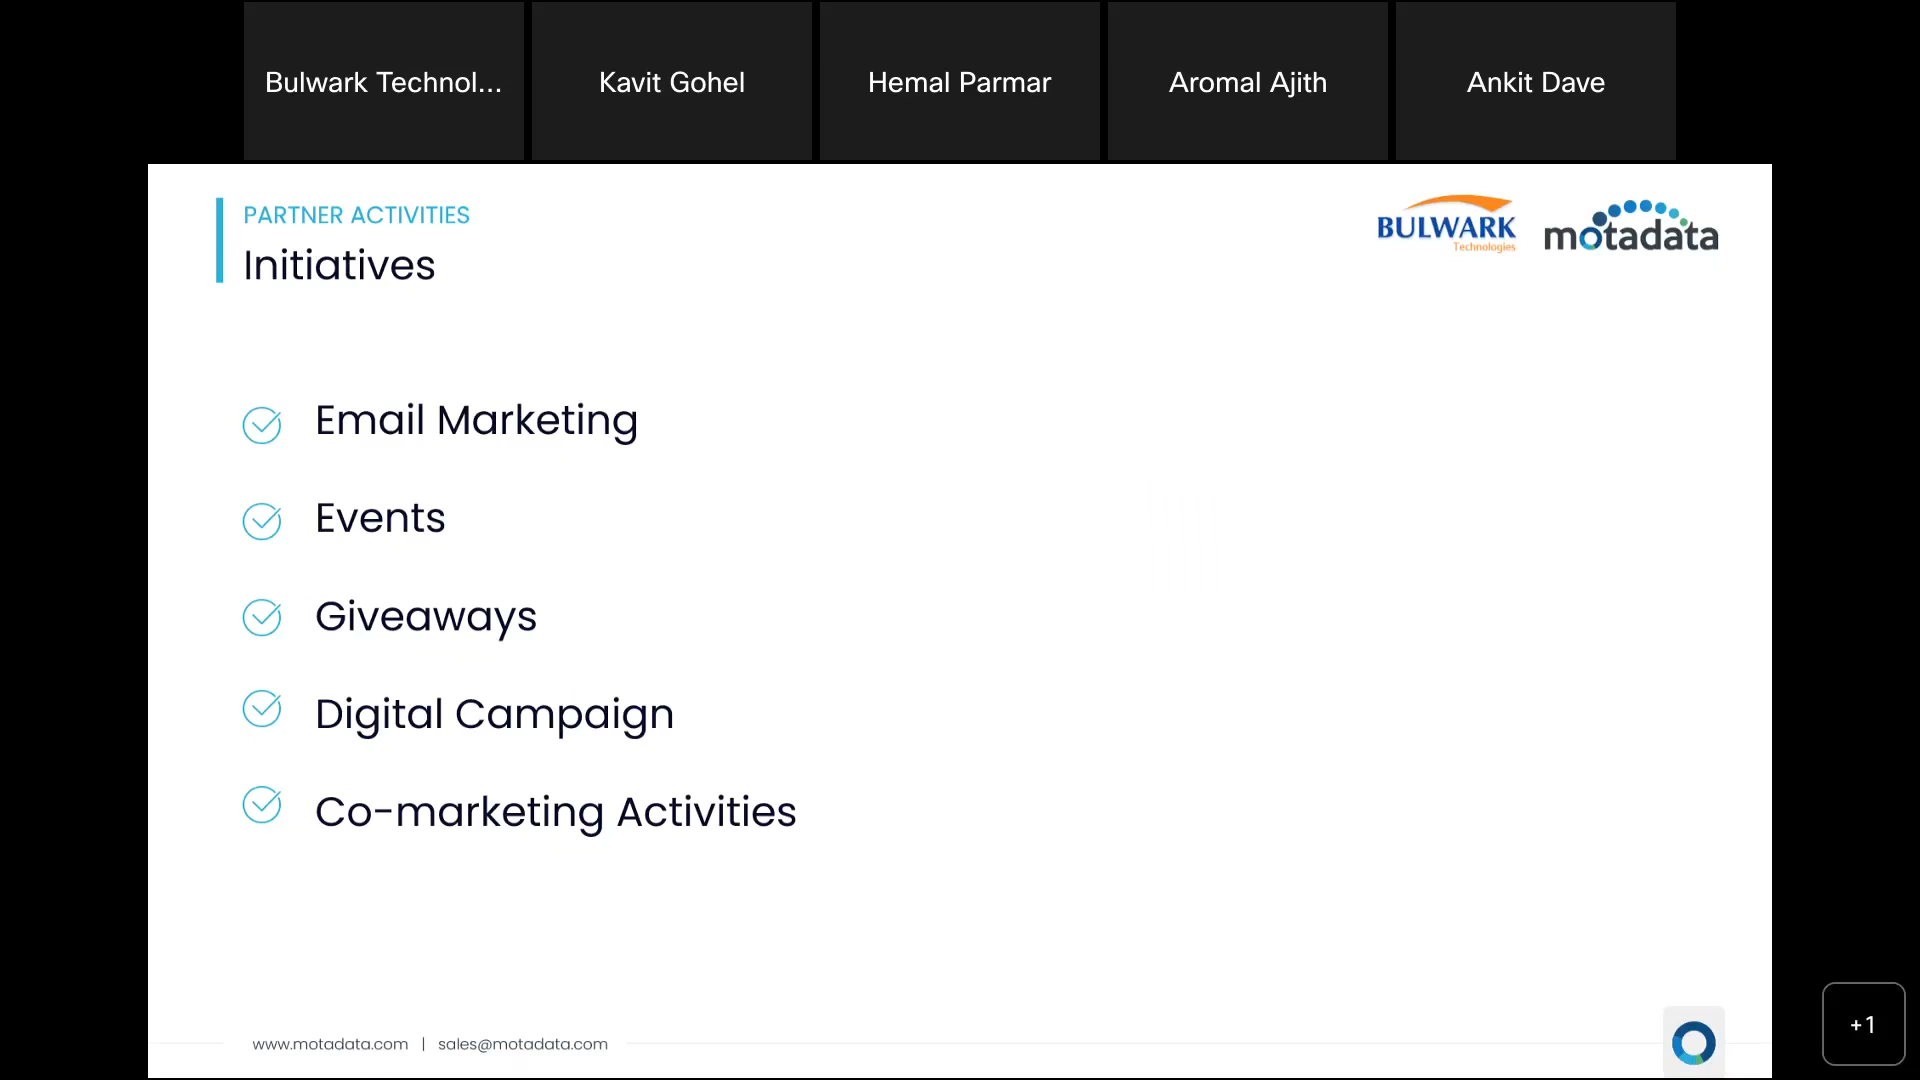 Bulwark Technol...
Kavit Gohel
Hemal Parmar
Aromal Ajith
Ankit Dave
PARTNER ACTIVITIES
Initiatives
BULWARK
Technologies
motadata
Email Marketing
Events
Giveaways
Digital Campaign
Co-marketing Activities
www.motadata.com | sales@motadata.com
+1